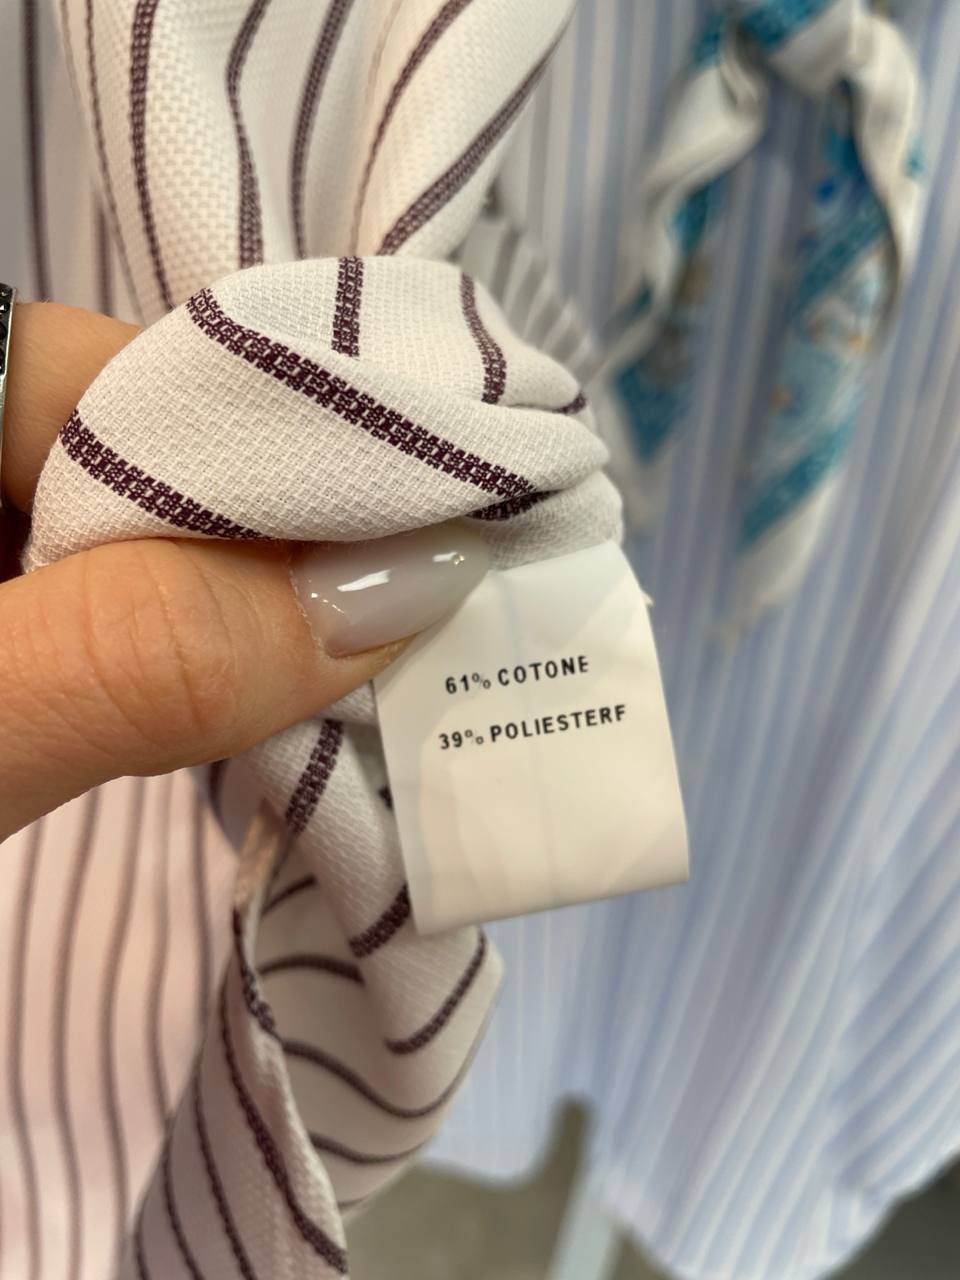 61% COTONE
39% POLIESTERF